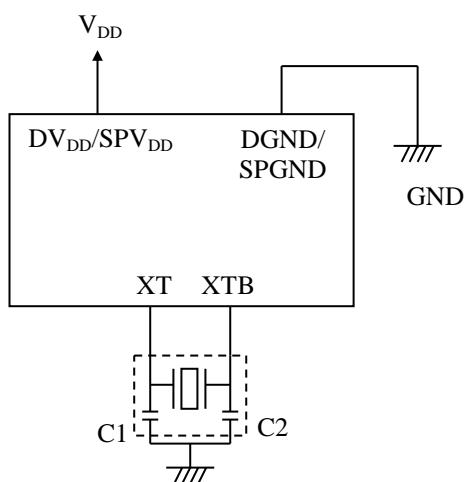 V_DD
DV_DD/SPV_DD
DGND/
SPGND
GND
XT
XTB
C1
C2